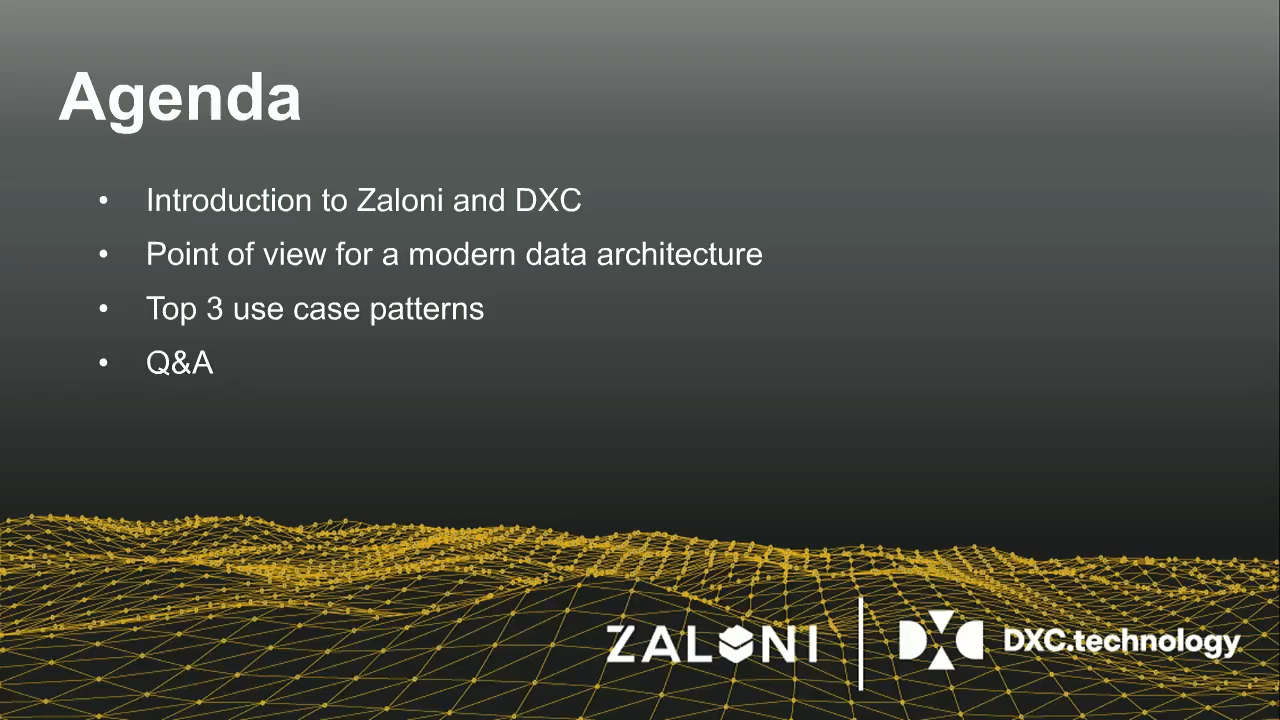 Agenda
• Introduction to Zaloni and DXC
• Point of view for a modern data architecture
• Top 3 use case patterns
• Q&A
ZALONI
DXC.technology